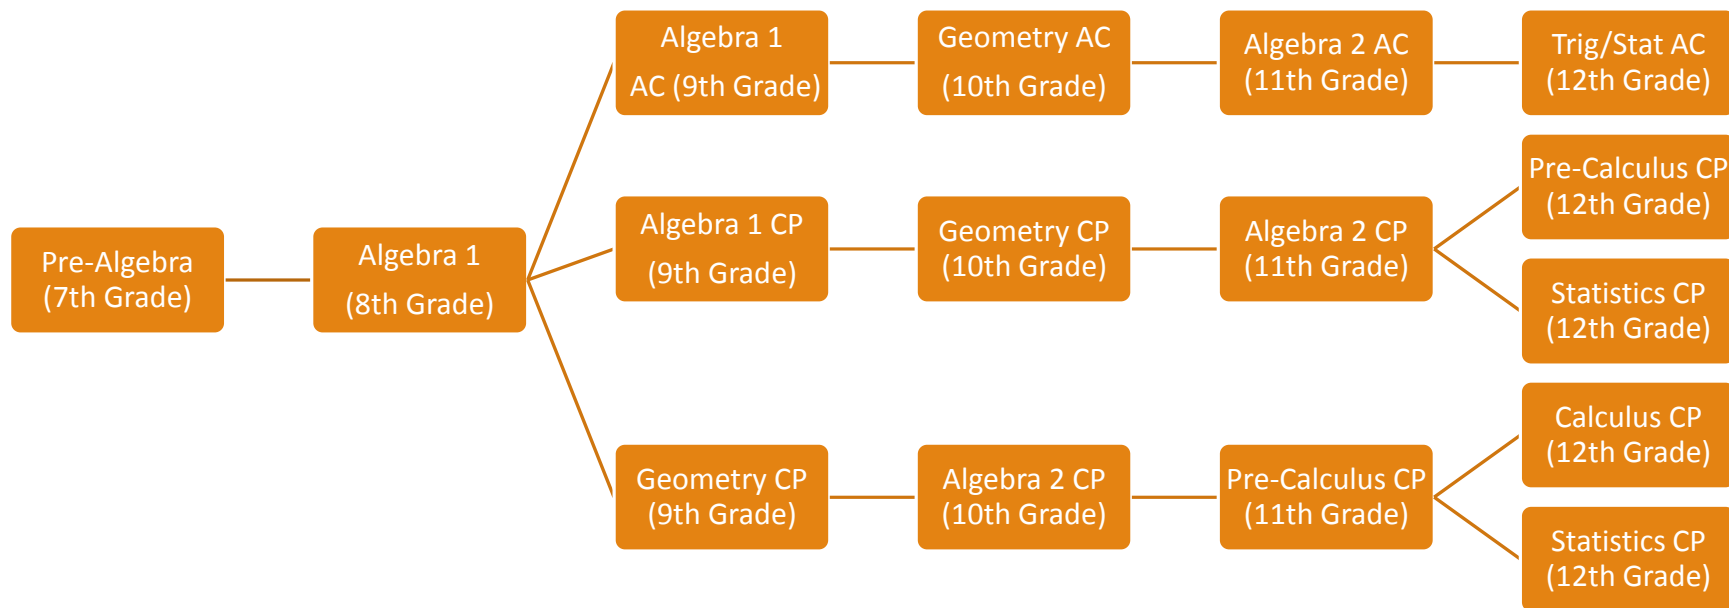 Pre-Algebra
(7th Grade)
Algebra 1
(8th Grade)
Algebra 1
AC (9th Grade)
Geometry AC
(10th Grade)
Algebra 2 AC
(11th Grade)
Trig/Stat AC
(12th Grade)
Algebra 1 CP
(9th Grade)
Geometry CP
(10th Grade)
Algebra 2 CP
(11th Grade)
Pre-Calculus CP
(12th Grade)
Statistics CP
(12th Grade)
Geometry CP
(9th Grade)
Algebra 2 CP
(10th Grade)
Pre-Calculus CP
(11th Grade)
Calculus CP
(12th Grade)
Statistics CP
(12th Grade)